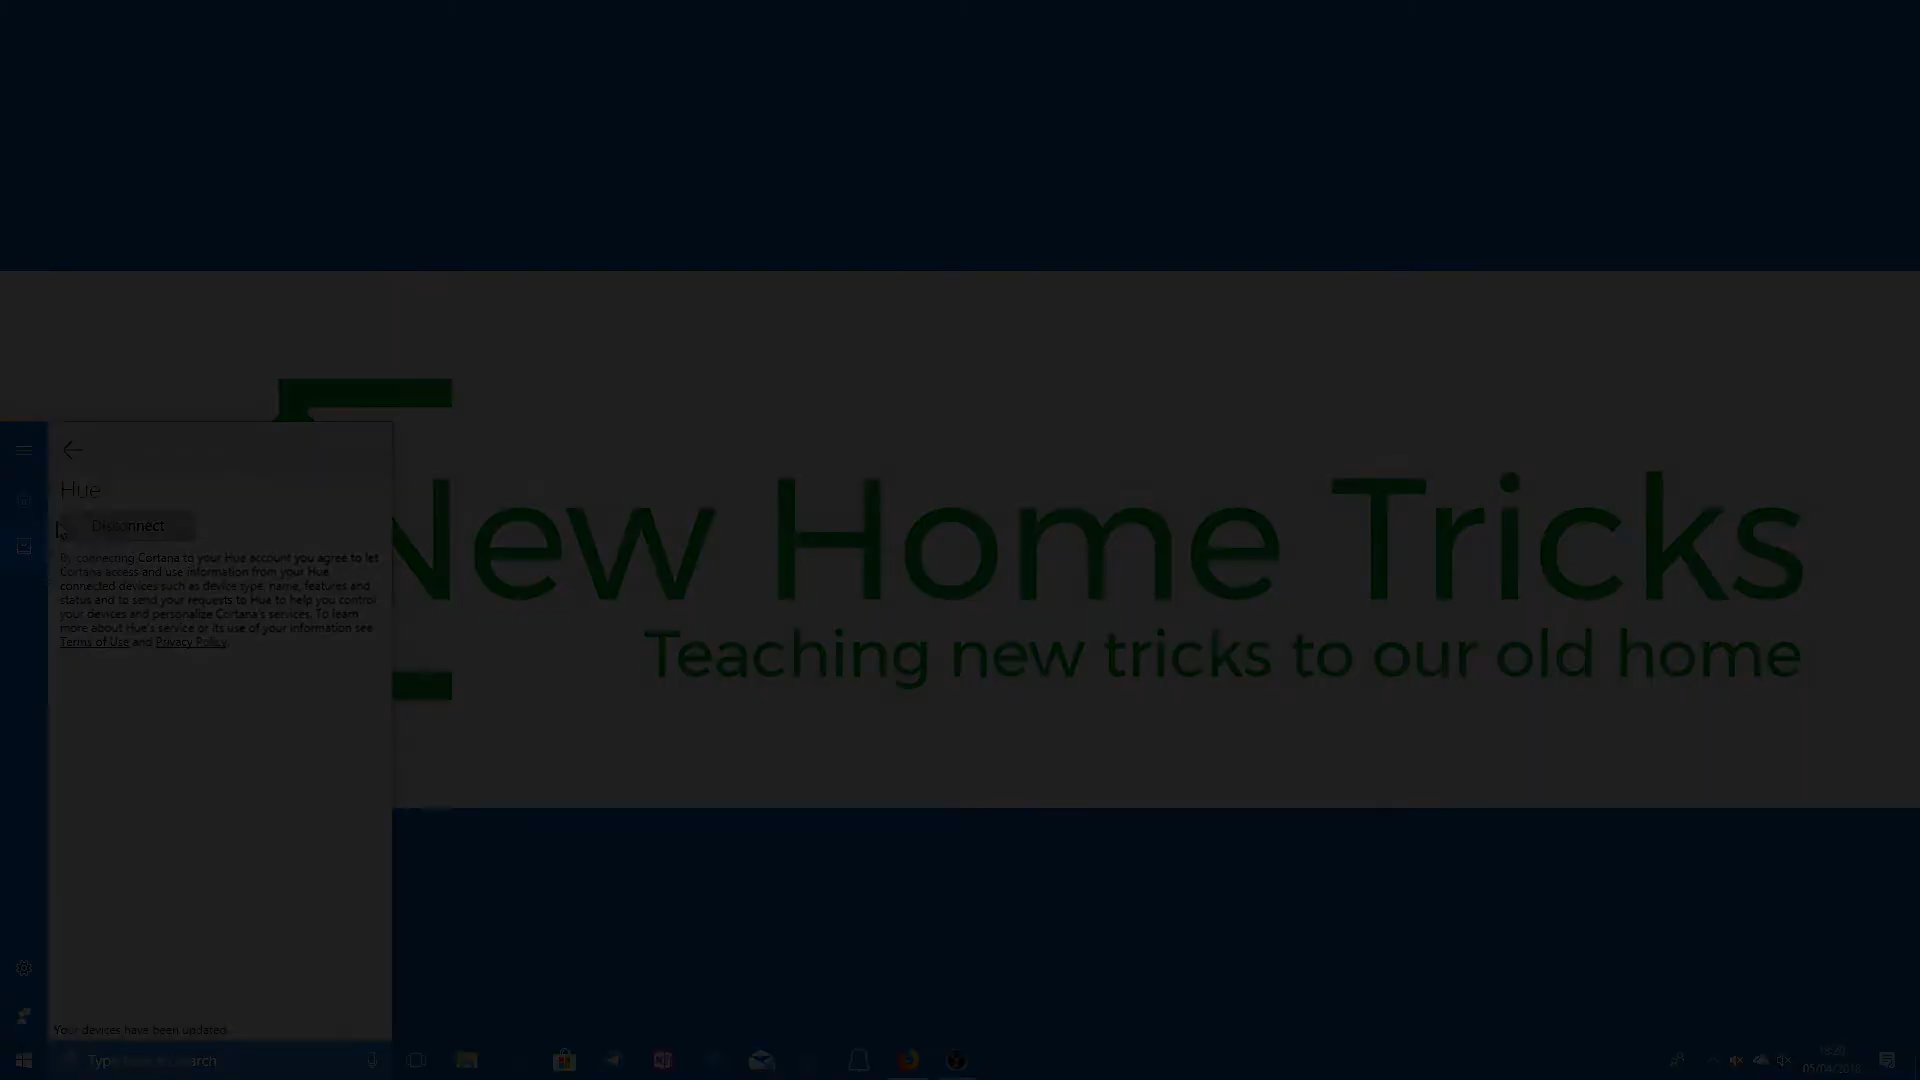 Hue
Disconnect
By connecting Cortana to your Hue account you agree to let
Cortana access and use information from your Hue
connected devices such as device type, name, features and
status and to send your requests to Hue to help you control
your devices and personalize Cortana's services. To learn
more about Hue's service or its use of your information see
Terms of Use and Privacy Policy.
Your devices have been updated.
New Home Tricks
Teaching new tricks to our old home
Type here to search
05/04/2018